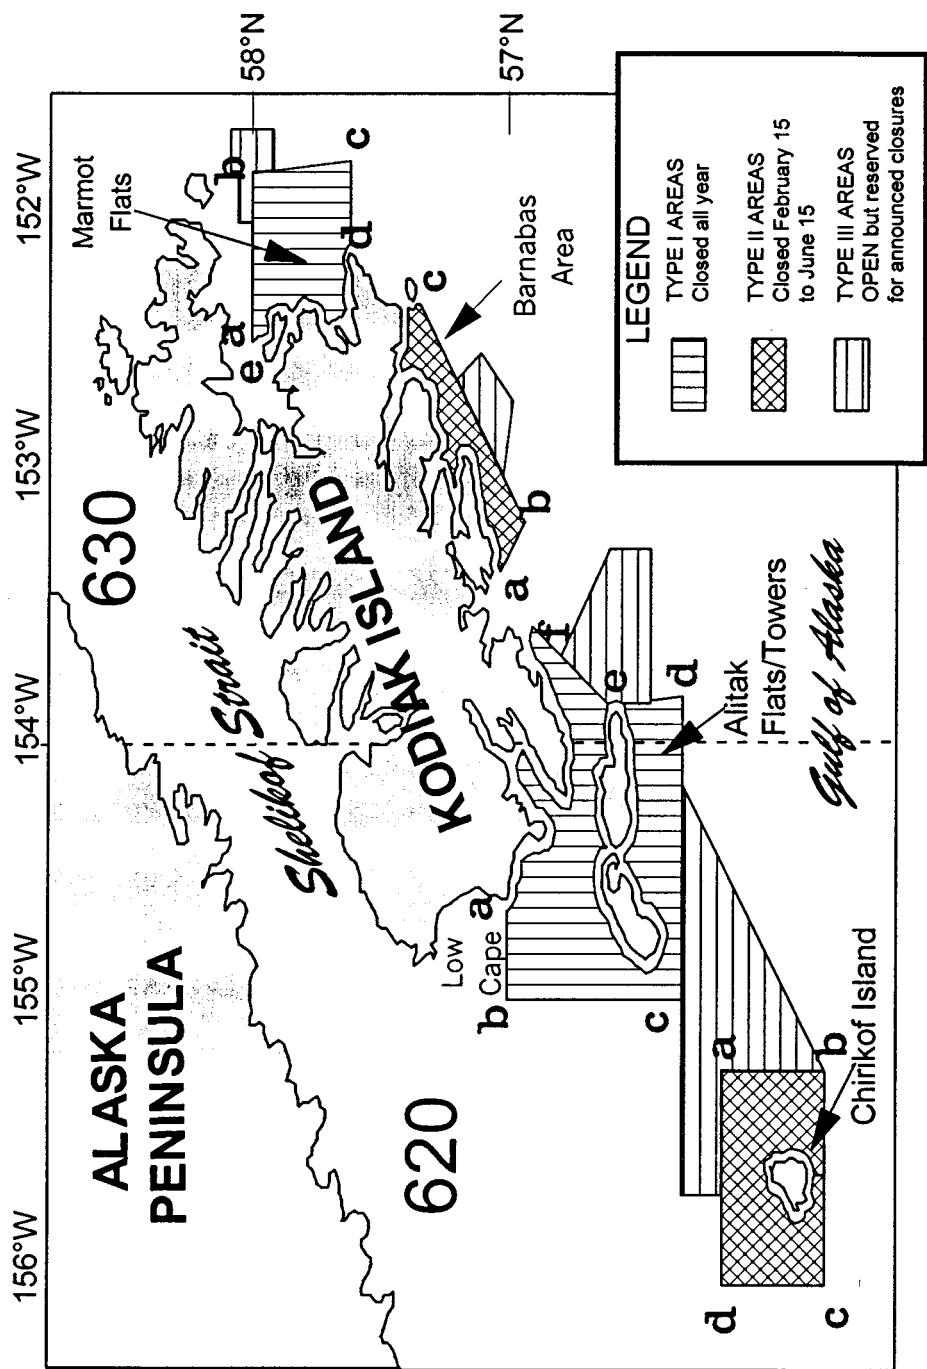 156°W
155°W
154°W
153°W
152°W
58°N
57°N
ALASKA
PENINSULA
630
620
Shelikof Strait
KODIAK ISLAND
Marmot
Flats
a
b
c
d
e
Barnabas
Area
a
b
c
Low
Cape
a
b
c
d
e
f
Alitak
Flats/Towers
Gulf of Alaska
a
b
c
d
Chirikof Island
LEGEND
TYPE I AREAS
Closed all year
TYPE II AREAS
Closed February 15
to June 15
TYPE III AREAS
OPEN but reserved
for announced closures